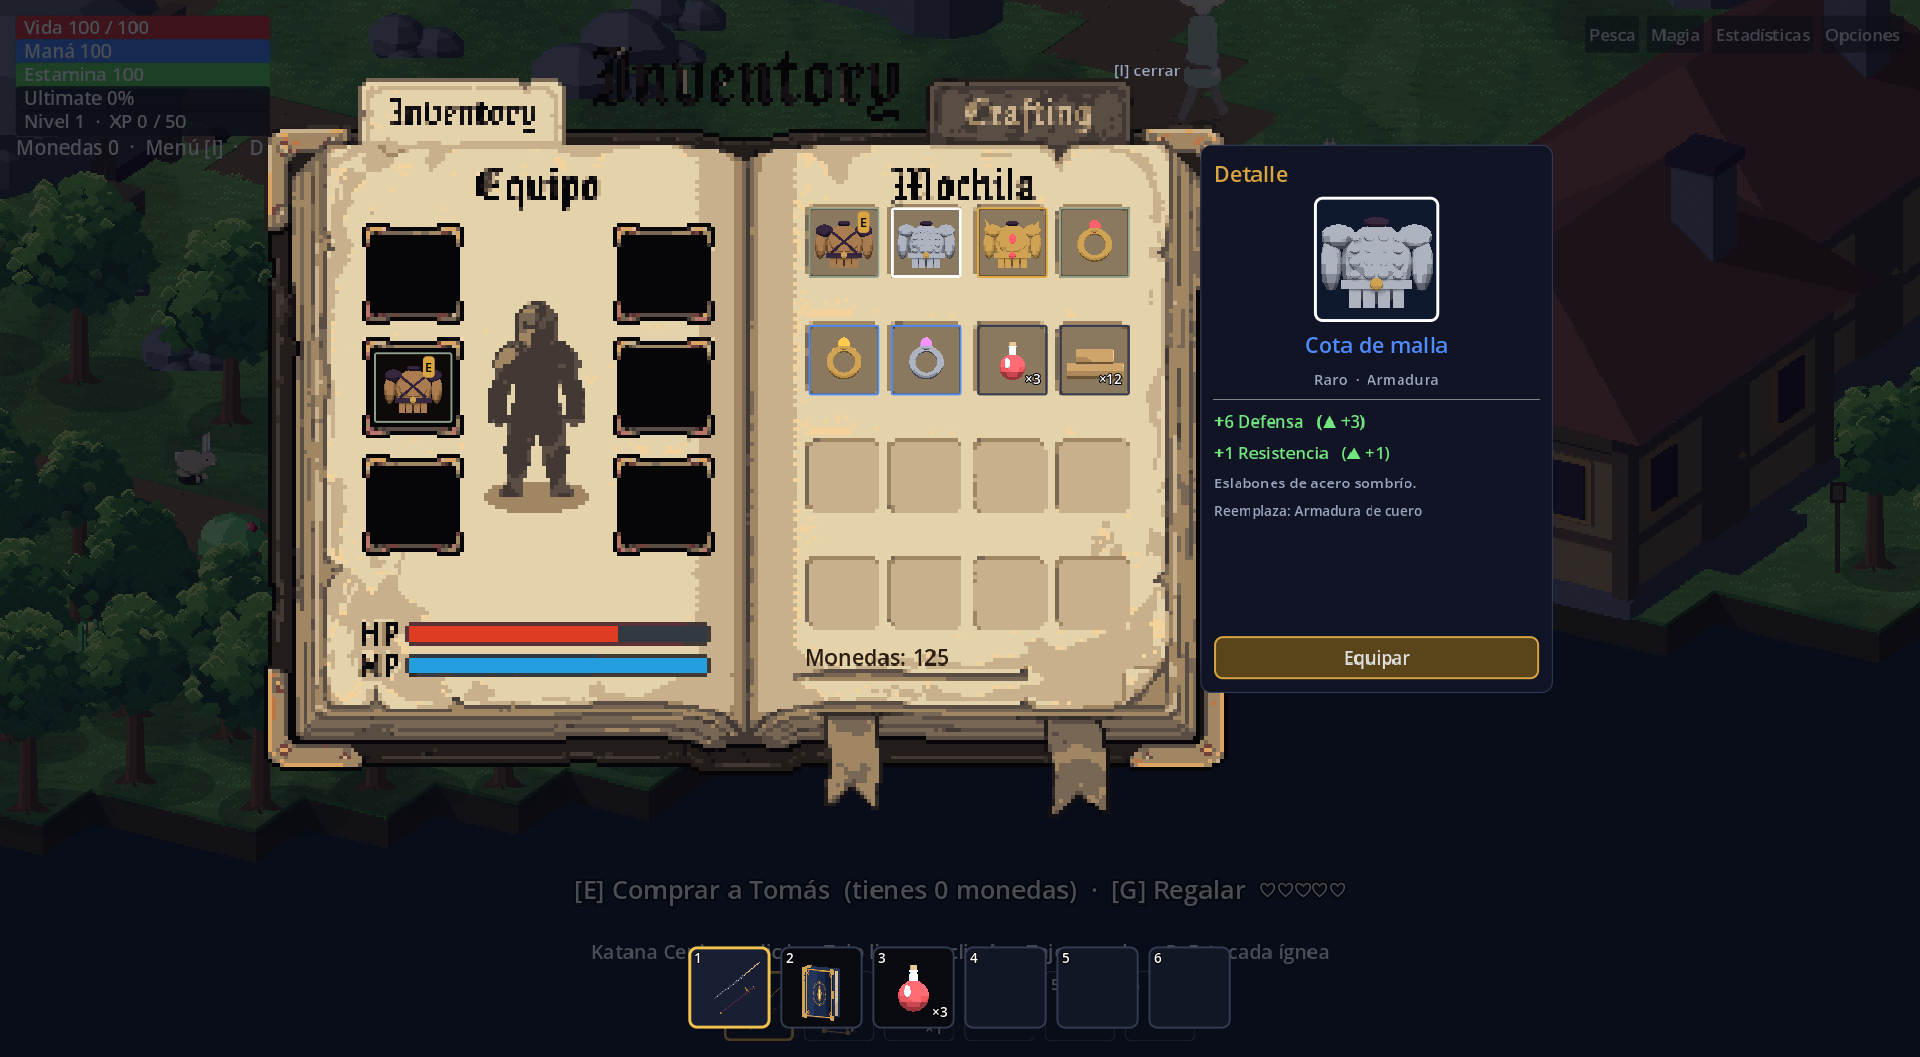 Vida 100 / 100
Maná 100
Estamina 100
Ultimate 0%
Nivel 1 · XP 0 / 50
Monedas 0 · Menú [I] · D
Pesca
Magia
Estadísticas
Opciones
Inventory
[I] cerrar
Inventory
Crafting
Equipo
Mochila
E
E
×3
×12
HP
MP
Monedas: 125
Detalle
Cota de malla
Raro · Armadura
+6 Defensa (▲ +3)
+1 Resistencia (▲ +1)
Eslabones de acero sombrío.
Reemplaza: Armadura de cuero
Equipar
[E] Comprar a Tomás (tienes 0 monedas) · [G] Regalar ♡♡♡♡♡
Katana
ígnea
1
2
3
4
5
6
×3